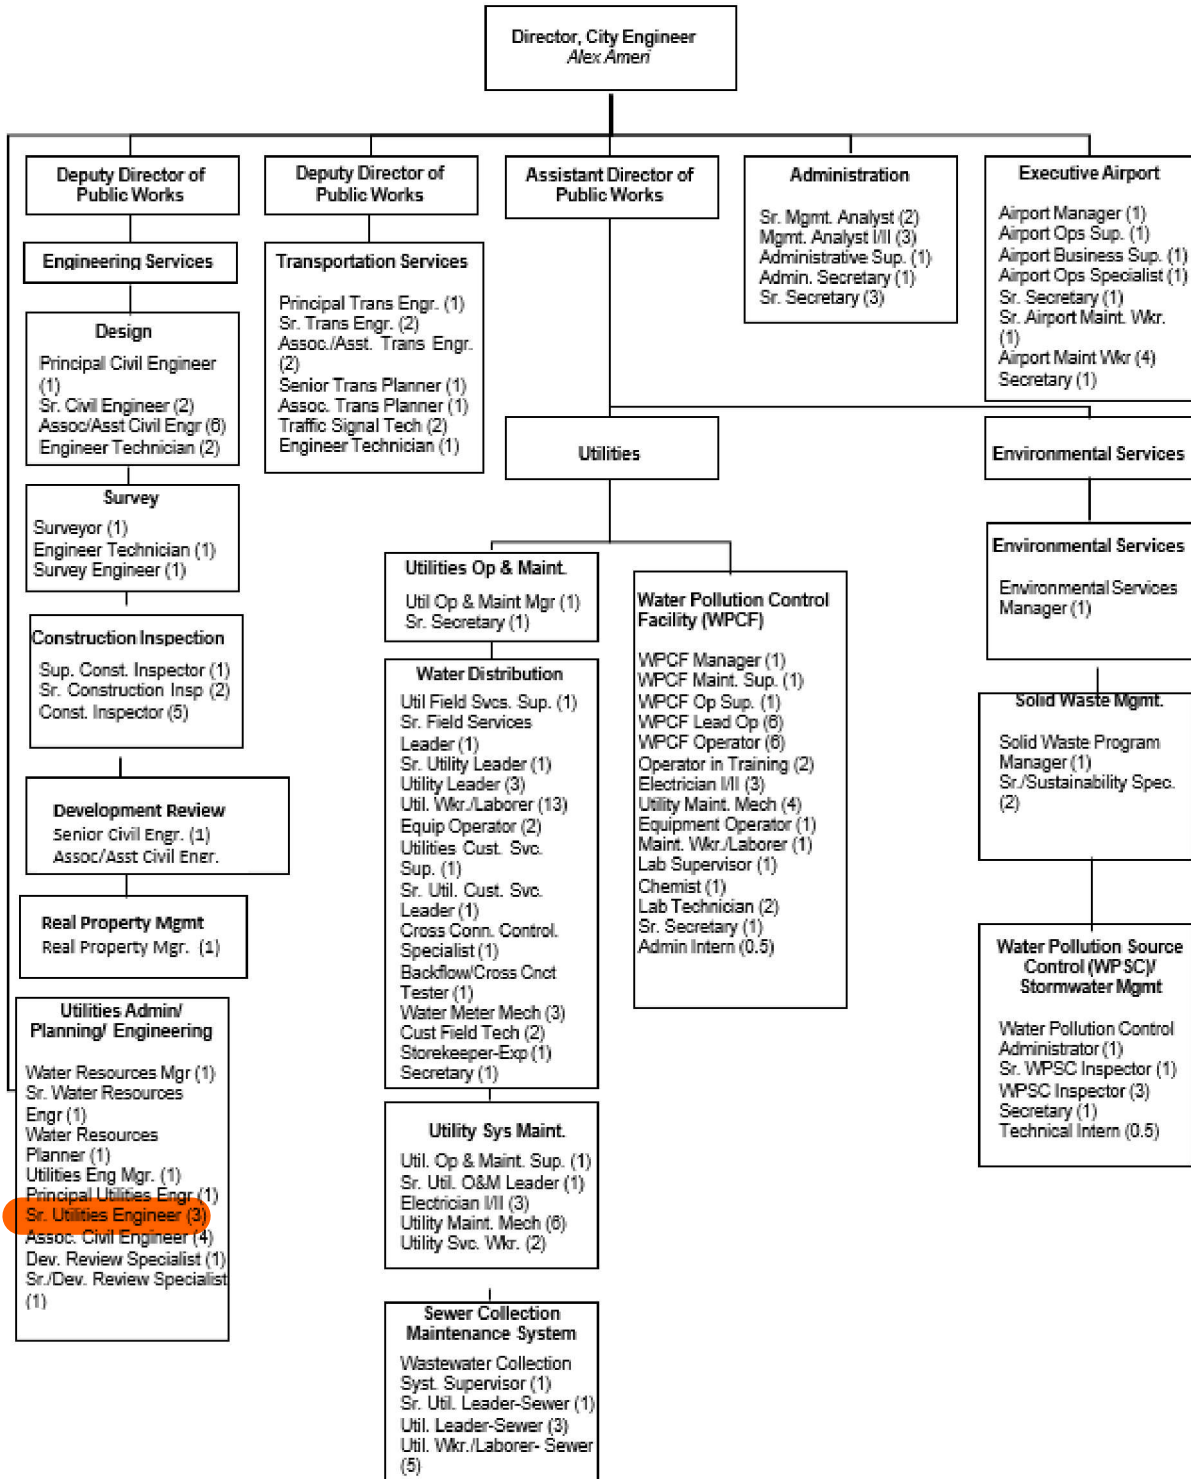 Director, City Engineer
Alex Ameri
Deputy Director of
Public Works
Engineering Services
Design
Principal Civil Engineer
(1)
Sr. Civil Engineer (2)
Assoc/Asst Civil Engr (6)
Engineer Technician (2)
Survey
Surveyor (1)
Engineer Technician (1)
Survey Engineer (1)
Construction Inspection
Sup. Const. Inspector (1)
Sr. Construction Insp (2)
Const. Inspector (5)
Development Review
Senior Civil Engr. (1)
Assoc/Asst Civil Engr.
Real Property Mgmt
Real Property Mgr. (1)
Utilities Admin/
Planning/ Engineering
Water Resources Mgr (1)
Sr. Water Resources
Engr (1)
Water Resources
Planner (1)
Utilities Eng Mgr. (1)
Principal Utilities Engr (1)
Sr. Utilities Engineer (3)
Assoc. Civil Engineer (4)
Dev. Review Specialist (1)
Sr./Dev. Review Specialist
(1)
Deputy Director of
Public Works
Transportation Services
Principal Trans Engr. (1)
Sr. Trans Engr. (2)
Assoc./Asst. Trans Engr.
(2)
Senior Trans Planner (1)
Assoc. Trans Planner (1)
Traffic Signal Tech (2)
Engineer Technician (1)
Assistant Director of
Public Works
Utilities
Utilities Op & Maint.
Util Op & Maint Mgr (1)
Sr. Secretary (1)
Water Distribution
Util Field Svcs. Sup. (1)
Sr. Field Services
Leader (1)
Sr. Utility Leader (1)
Utility Leader (3)
Util. Wkr./Laborer (13)
Equip Operator (2)
Utilities Cust. Svc.
Sup. (1)
Sr. Util. Cust. Svc.
Leader (1)
Cross Conn. Control.
Specialist (1)
Backflow/Cross Cnct
Tester (1)
Water Meter Mech (3)
Cust Field Tech (2)
Storekeeper-Exp (1)
Secretary (1)
Utility Sys Maint.
Util. Op & Maint. Sup. (1)
Sr. Util. O&M Leader (1)
Electrician I/II (3)
Utility Maint. Mech (6)
Utility Svc. Wkr. (2)
Sewer Collection
Maintenance System
Wastewater Collection
Syst. Supervisor (1)
Sr. Util. Leader-Sewer (1)
Util. Leader-Sewer (3)
Util. Wkr./Laborer- Sewer
(5)
Water Pollution Control
Facility (WPCF)
WPCF Manager (1)
WPCF Maint. Sup. (1)
WPCF Op Sup. (1)
WPCF Lead Op (6)
WPCF Operator (6)
Operator in Training (2)
Electrician I/II (3)
Utility Maint. Mech (4)
Equipment Operator (1)
Maint. Wkr./Laborer (1)
Lab Supervisor (1)
Chemist (1)
Lab Technician (2)
Sr. Secretary (1)
Admin Intern (0.5)
Administration
Sr. Mgmt. Analyst (2)
Mgmt. Analyst I/II (3)
Administrative Sup. (1)
Admin. Secretary (1)
Sr. Secretary (3)
Executive Airport
Airport Manager (1)
Airport Ops Sup. (1)
Airport Business Sup. (1)
Airport Ops Specialist (1)
Sr. Secretary (1)
Sr. Airport Maint. Wkr.
(1)
Airport Maint Wkr (4)
Secretary (1)
Environmental Services
Environmental Services
Environmental Services
Manager (1)
Solid Waste Mgmt.
Solid Waste Program
Manager (1)
Sr./Sustainability Spec.
(2)
Water Pollution Source
Control (WPSC)/
Stormwater Mgmt
Water Pollution Control
Administrator (1)
Sr. WPSC Inspector (1)
WPSC Inspector (3)
Secretary (1)
Technical Intern (0.5)